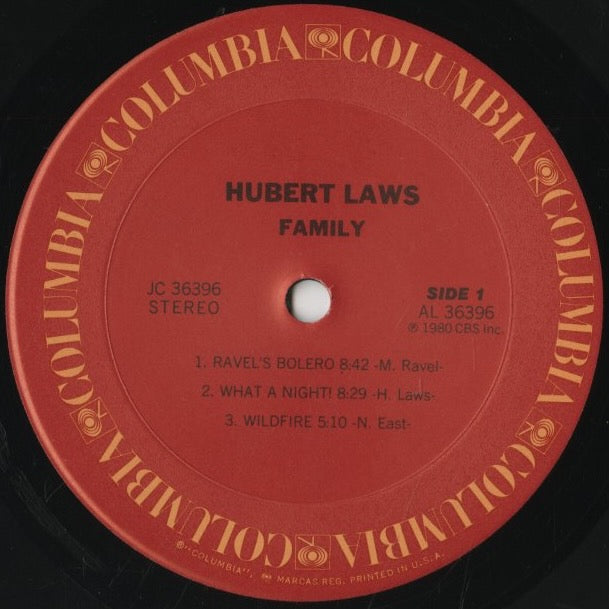 COLUMBIA COLUMBIA COLUMBIA COLUMBIA COLUMBIA COLUMBIA
HUBERT LAWS
FAMILY
JC 36396
STEREO
SIDE 1
AL 36396
℗ 1980 CBS Inc.
1. RAVEL'S BOLERO 8:42 -M. Ravel-
2. WHAT A NIGHT! 8:29 -H. Laws-
3. WILDFIRE 5:10 -N. East-
®"COLUMBIA", MARCAS REG. PRINTED IN U.S.A.